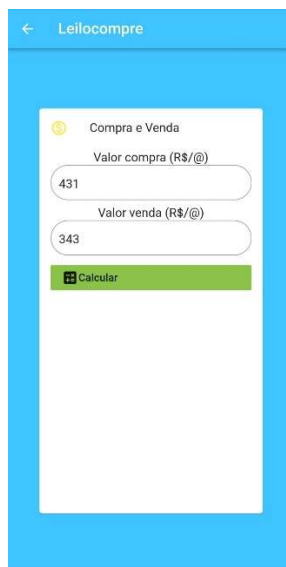 Leilocompre
Compra e Venda
Valor compra (R$/@)
431
Valor venda (R$/@)
343
Calcular